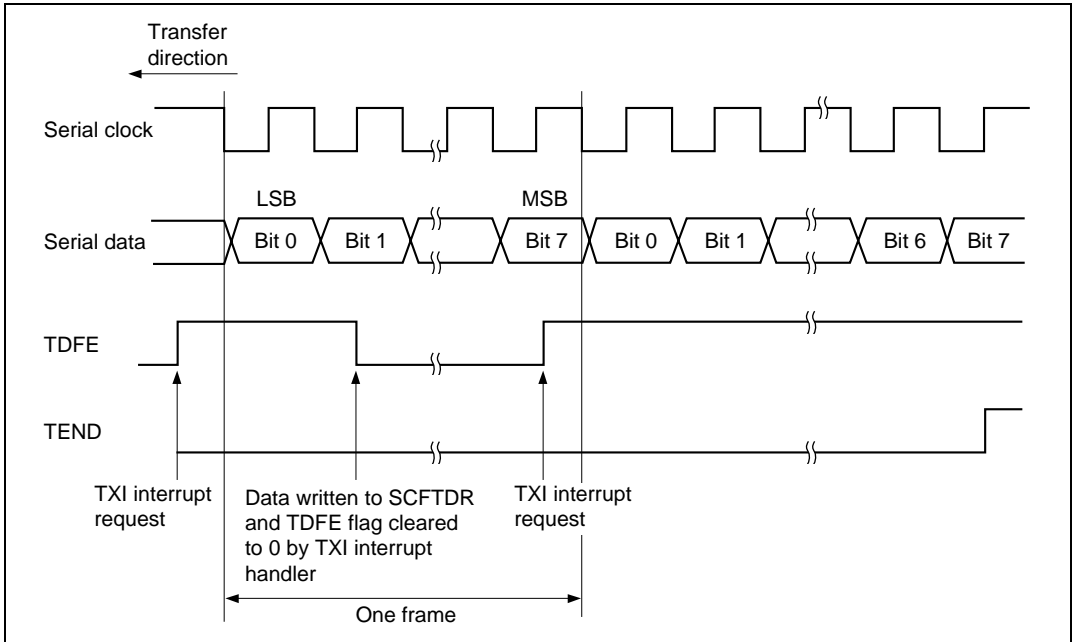 Transfer
direction
Serial clock
LSB
MSB
Serial data
Bit 0
Bit 1
Bit 7
Bit 0
Bit 1
Bit 6
Bit 7
TDFE
TEND
TXI interrupt
request
Data written to SCFTDR
and TDFE flag cleared
to 0 by TXI interrupt
handler
TXI interrupt
request
One frame